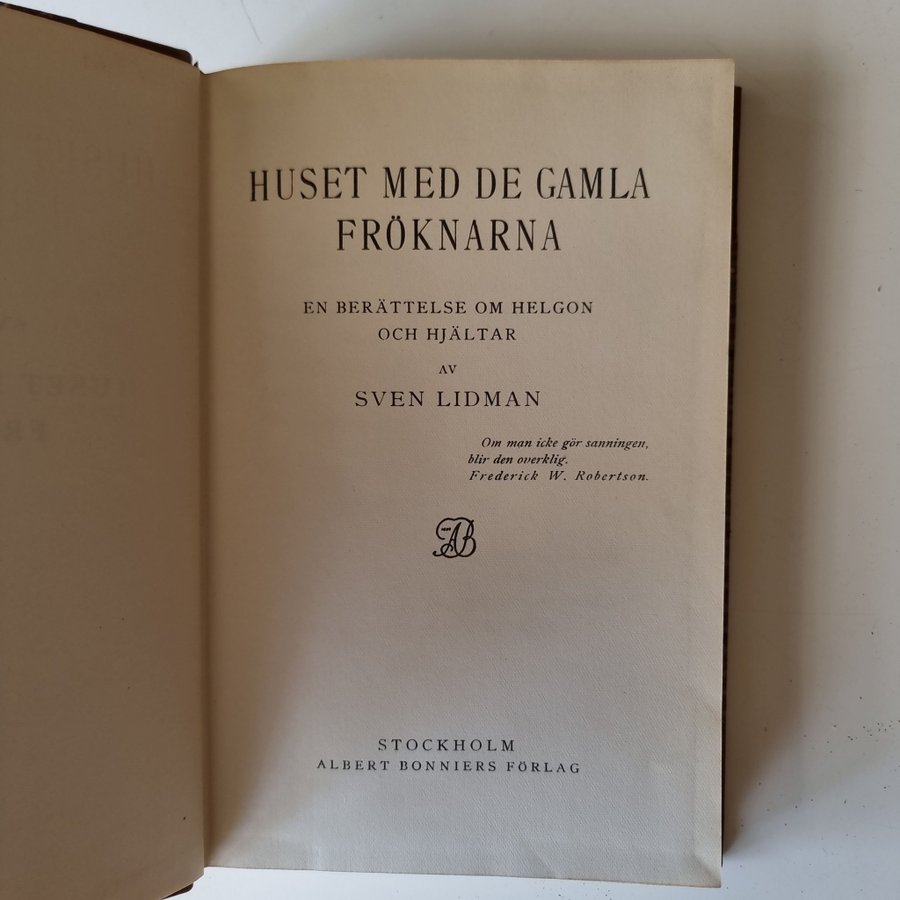 HUSET MED DE GAMLA
FRÖKNARNA
EN BERÄTTELSE OM HELGON
OCH HJÄLTAR
AV
SVEN LIDMAN
Om man icke gör sanningen,
blir den overklig.
Frederick W. Robertson.
AB
STOCKHOLM
ALBERT BONNIERS FÖRLAG